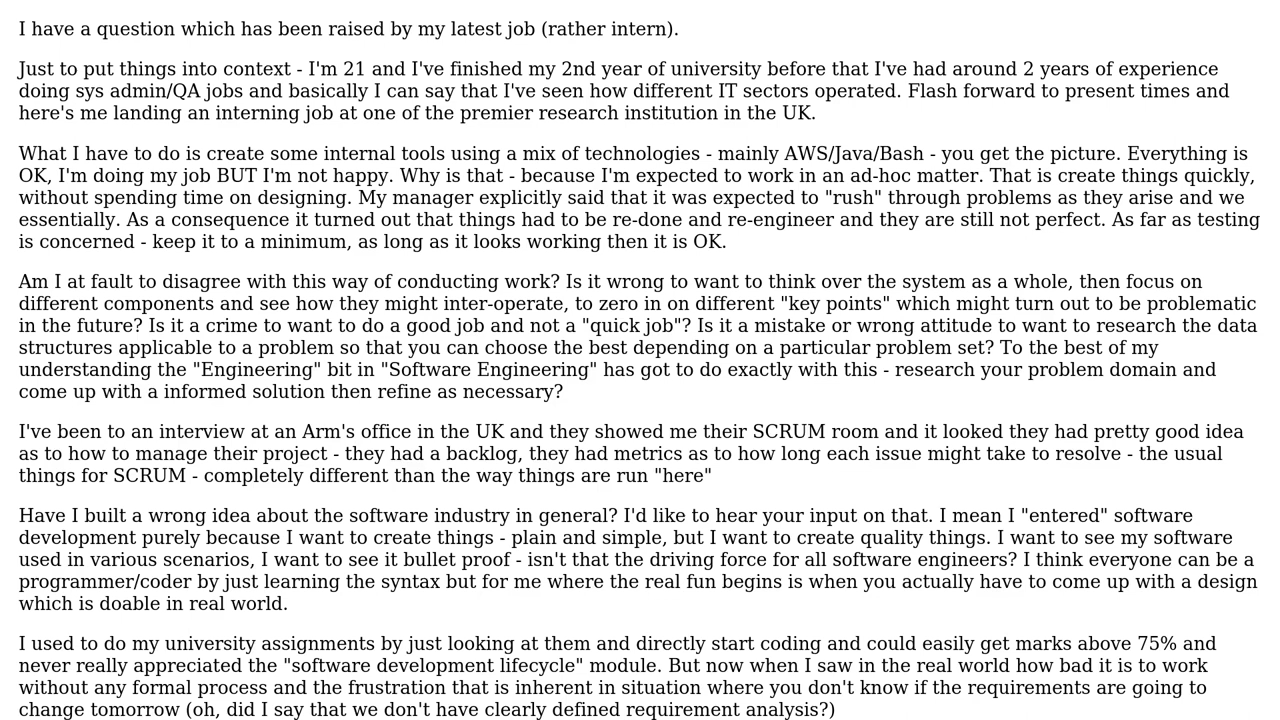 I have a question which has been raised by my latest job (rather intern).
Just to put things into context - I'm 21 and I've finished my 2nd year of university before that I've had around 2 years of experience
doing sys admin/QA jobs and basically I can say that I've seen how different IT sectors operated. Flash forward to present times and
here's me landing an interning job at one of the premier research institution in the UK.
What I have to do is create some internal tools using a mix of technologies - mainly AWS/Java/Bash - you get the picture. Everything is
OK, I'm doing my job BUT I'm not happy. Why is that - because I'm expected to work in an ad-hoc matter. That is create things quickly,
without spending time on designing. My manager explicitly said that it was expected to "rush" through problems as they arise and we
essentially. As a consequence it turned out that things had to be re-done and re-engineer and they are still not perfect. As far as testing
is concerned - keep it to a minimum, as long as it looks working then it is OK.
Am I at fault to disagree with this way of conducting work? Is it wrong to want to think over the system as a whole, then focus on
different components and see how they might inter-operate, to zero in on different "key points" which might turn out to be problematic
in the future? Is it a crime to want to do a good job and not a "quick job"? Is it a mistake or wrong attitude to want to research the data
structures applicable to a problem so that you can choose the best depending on a particular problem set? To the best of my
understanding the "Engineering" bit in "Software Engineering" has got to do exactly with this - research your problem domain and
come up with a informed solution then refine as necessary?
I've been to an interview at an Arm's office in the UK and they showed me their SCRUM room and it looked they had pretty good idea
as to how to manage their project - they had a backlog, they had metrics as to how long each issue might take to resolve - the usual
things for SCRUM - completely different than the way things are run "here"
Have I built a wrong idea about the software industry in general? I'd like to hear your input on that. I mean I "entered" software
development purely because I want to create things - plain and simple, but I want to create quality things. I want to see my software
used in various scenarios, I want to see it bullet proof - isn't that the driving force for all software engineers? I think everyone can be a
programmer/coder by just learning the syntax but for me where the real fun begins is when you actually have to come up with a design
which is doable in real world.
I used to do my university assignments by just looking at them and directly start coding and could easily get marks above 75% and
never really appreciated the "software development lifecycle" module. But now when I saw in the real world how bad it is to work
without any formal process and the frustration that is inherent in situation where you don't know if the requirements are going to
change tomorrow (oh, did I say that we don't have clearly defined requirement analysis?)